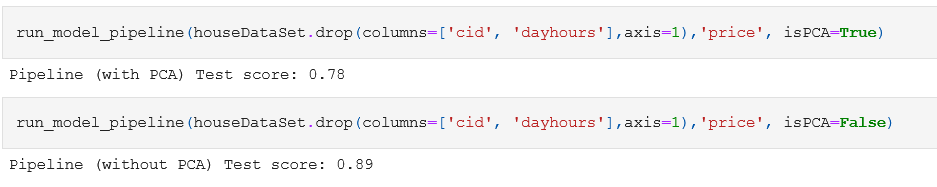 run_model_pipeline(houseDataSet.drop(columns=['cid', 'dayhours'],axis=1),'price', isPCA=True)
Pipeline (with PCA) Test score: 0.78
run_model_pipeline(houseDataSet.drop(columns=['cid', 'dayhours'],axis=1),'price', isPCA=False)
Pipeline (without PCA) Test score: 0.89